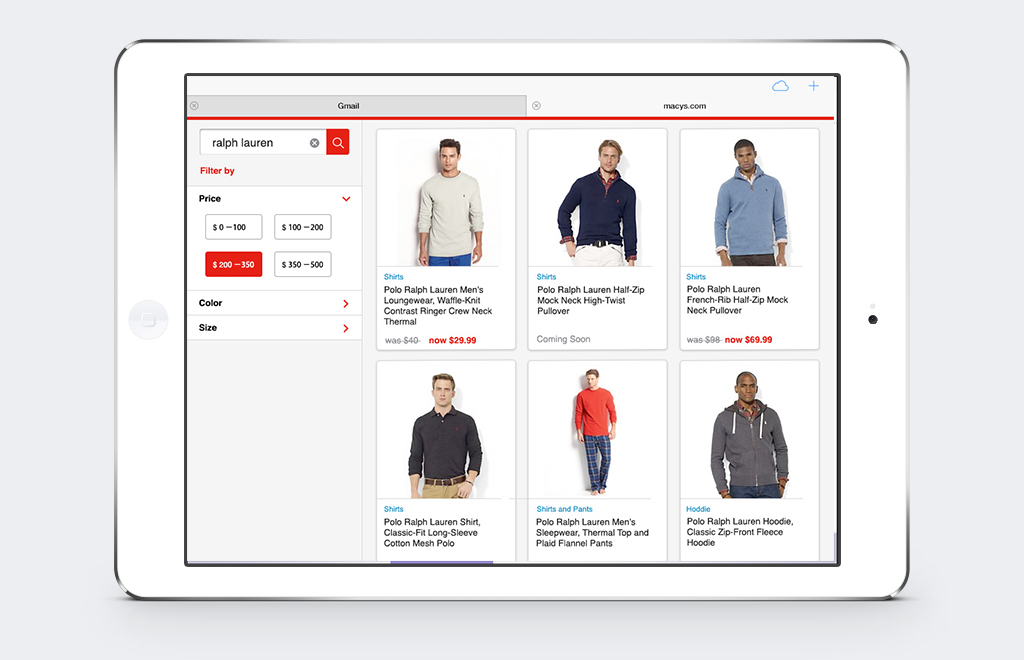 Gmail
macys.com
ralph lauren
Filter by
Price
$ 0 – 100
$ 100 – 200
$ 200 – 350
$ 350 – 500
Color
Size
Shirts
Polo Ralph Lauren Men's
Loungewear, Waffle-Knit
Contrast Ringer Crew Neck
Thermal
was $40 now $29.99
Shirts
Polo Ralph Lauren Half-Zip
Mock Neck High-Twist
Pullover
Coming Soon
Shirts
Polo Ralph Lauren
French-Rib Half-Zip Mock
Neck Pullover
was $98 now $69.99
Shirts
Polo Ralph Lauren Shirt,
Classic-Fit Long-Sleeve
Cotton Mesh Polo
Shirts and Pants
Polo Ralph Lauren Men's
Sleepwear, Thermal Top and
Plaid Flannel Pants
Hoddie
Polo Ralph Lauren Hoodie,
Classic Zip-Front Fleece
Hoodie